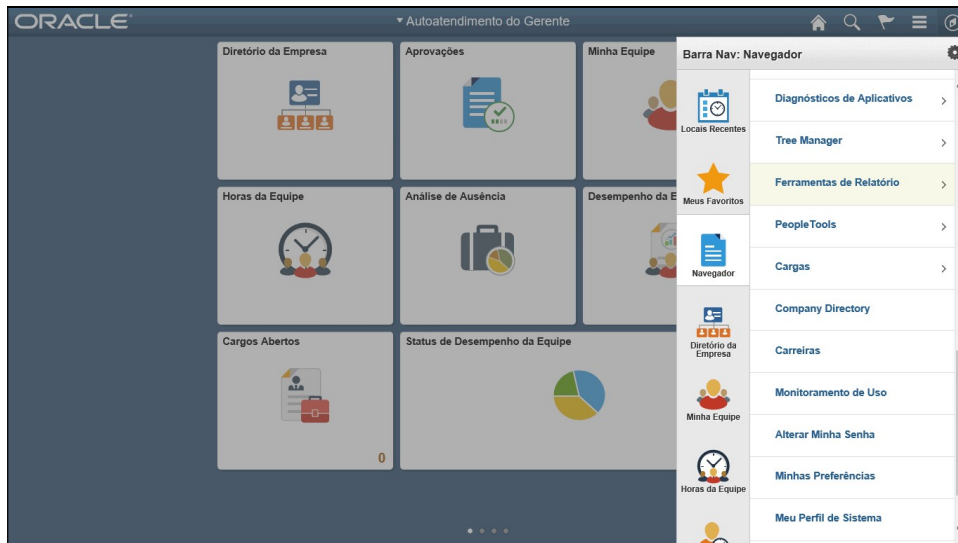 ORACLE
Autoatendimento do Gerente
Diretório da Empresa
Aprovações
Minha Equipe
Horas da Equipe
Análise de Ausência
Desempenho da E
Cargos Abertos
0
Status de Desempenho da Equipe
Barra Nav: Navegador
Locais Recentes
Meus Favoritos
Navegador
Diretório da
Empresa
Minha Equipe
Horas da Equipe
Diagnósticos de Aplicativos
Tree Manager
Ferramentas de Relatório
PeopleTools
Cargas
Company Directory
Carreiras
Monitoramento de Uso
Alterar Minha Senha
Minhas Preferências
Meu Perfil de Sistema